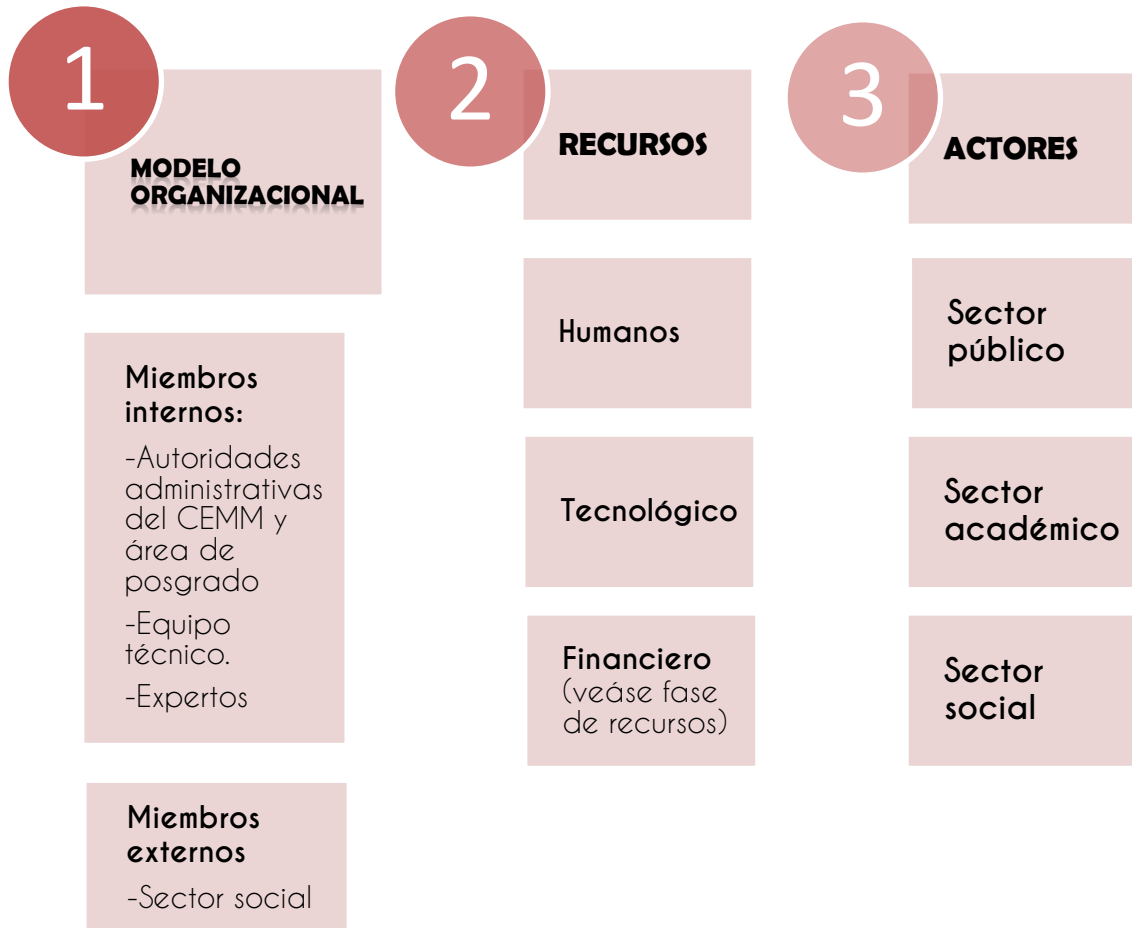 1
MODELO
ORGANIZACIONAL
Miembros
internos:
-Autoridades
administrativas
del CEMM y
área de
posgrado
-Equipo
técnico.
-Expertos
Miembros
externos
-Sector social
2
RECURSOS
Humanos
Tecnológico
Financiero
(veáse fase
de recursos)
3
ACTORES
Sector
público
Sector
académico
Sector
social